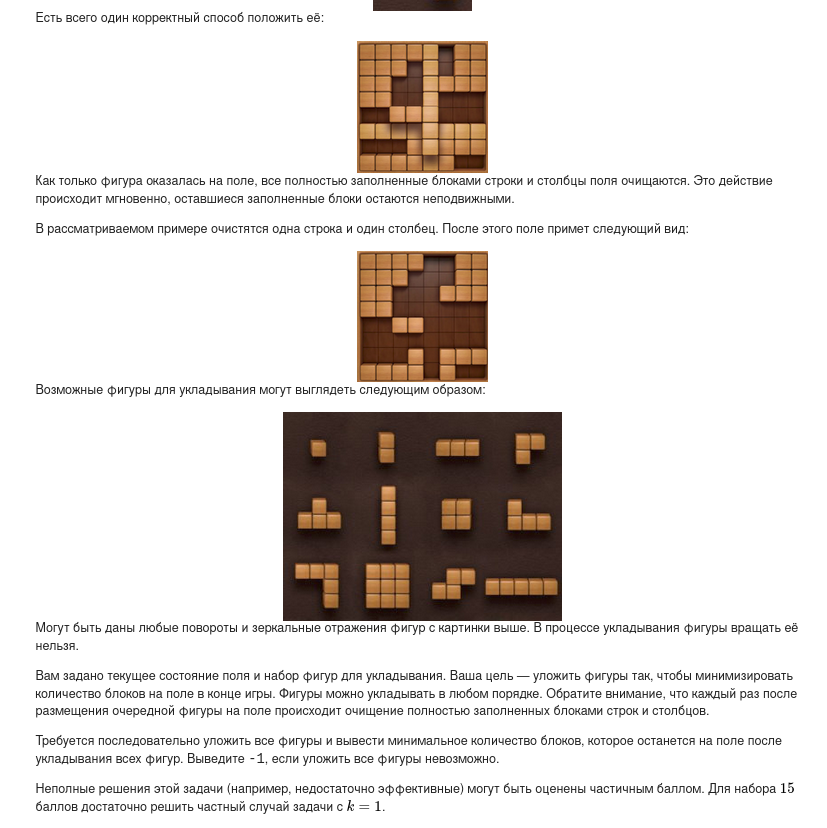 Есть всего один корректный способ положить её:
Как только фигура оказалась на поле, все полностью заполненные блоками строки и столбцы поля очищаются. Это действие
происходит мгновенно, оставшиеся заполненные блоки остаются неподвижными.
В рассматриваемом примере очистятся одна строка и один столбец. После этого поле примет следующий вид:
Возможные фигуры для укладывания могут выглядеть следующим образом:
Могут быть даны любые повороты и зеркальные отражения фигур с картинки выше. В процессе укладывания фигуры вращать её
нельзя.
Вам задано текущее состояние поля и набор фигур для укладывания. Ваша цель — уложить фигуры так, чтобы минимизировать
количество блоков на поле в конце игры. Фигуры можно укладывать в любом порядке. Обратите внимание, что каждый раз после
размещения очередной фигуры на поле происходит очищение полностью заполненных блоками строк и столбцов.
Требуется последовательно уложить все фигуры и вывести минимальное количество блоков, которое останется на поле после
укладывания всех фигур. Выведите -1, если уложить все фигуры невозможно.
Неполные решения этой задачи (например, недостаточно эффективные) могут быть оценены частичным баллом. Для набора 15
баллов достаточно решить частный случай задачи с k = 1.